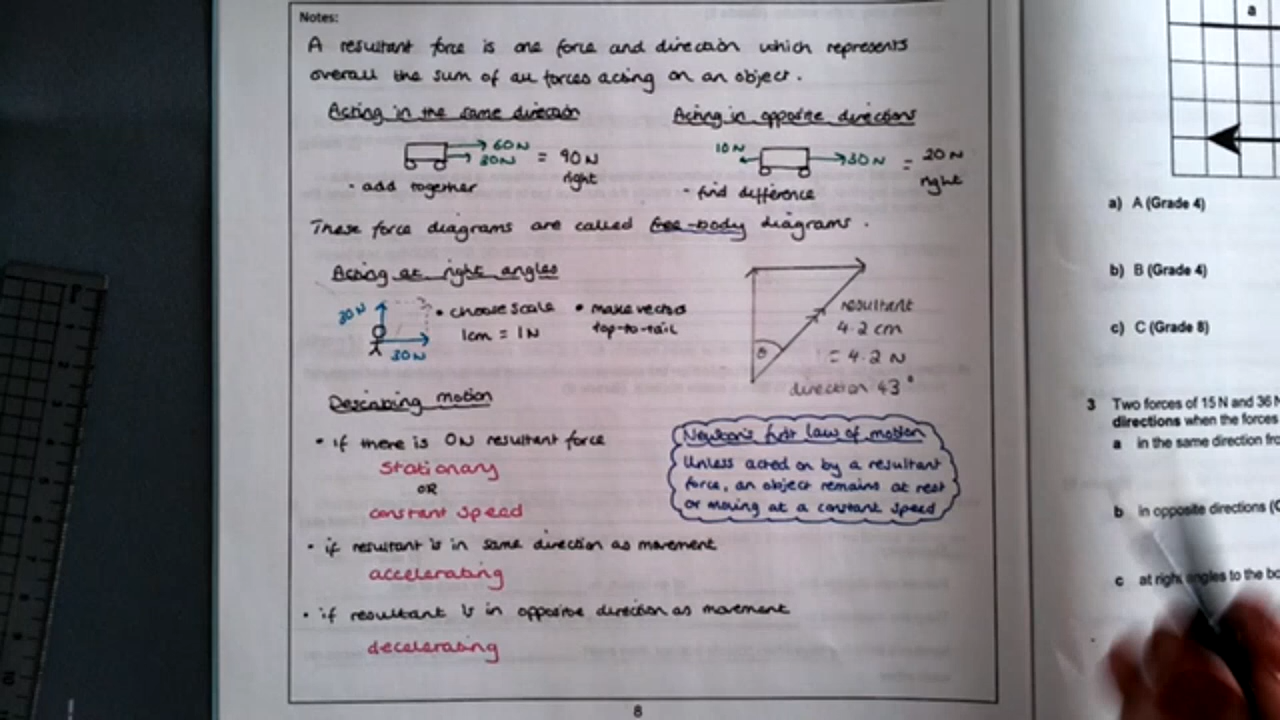 Notes:
A resultant force is one force and direction which represents
overall the sum of all forces acting on an object.
Acting in the same direction
60N
30N
= 90N
right
• add together
Acting in opposite directions
10N
30N
= 20N
right
- find difference
These force diagrams are called free-body diagrams.
Acting at right angles
30N
30N
• choose scale
1cm = 1N
• make vectors
top-to-tail
θ
resultant
4.2 cm
= 4.2 N
direction 43°
Describing motion
• if there is ON resultant force
Stationary
OR
constant speed
• if resultant is in same direction as movement
accelerating
• if resultant is in opposite direction as movement
decelerating
Newton's first law of motion
Unless acted on by a resultant
force, an object remains at rest
or moving at a constant speed
8
a
a) A (Grade 4)
b) B (Grade 4)
c) C (Grade 8)
3 Two forces of 15 N and 36
directions when the forces
a in the same direction
b in opposite directions
c at right angles to the